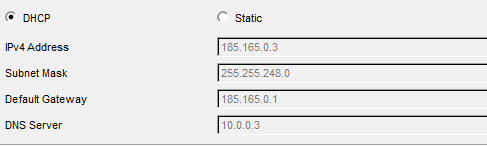 DHCP Static
IPv4 Address 185.165.0.3
Subnet Mask 255.255.248.0
Default Gateway 185.165.0.1
DNS Server 10.0.0.3